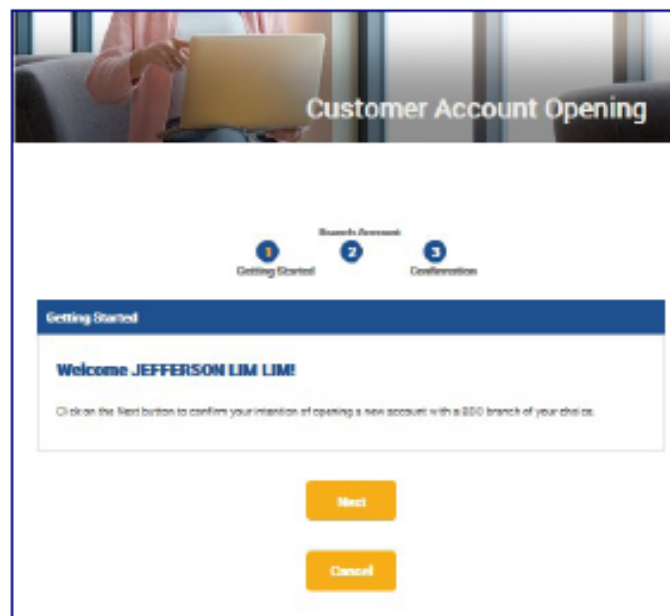 Customer Account Opening
Branch Account
1 2 3
Getting Started Confirmation
Getting Started
Welcome JEFFERSON LIM LIM!
Click on the Next button to confirm your intention of opening a new account with a BDO branch of your choice.
Next
Cancel